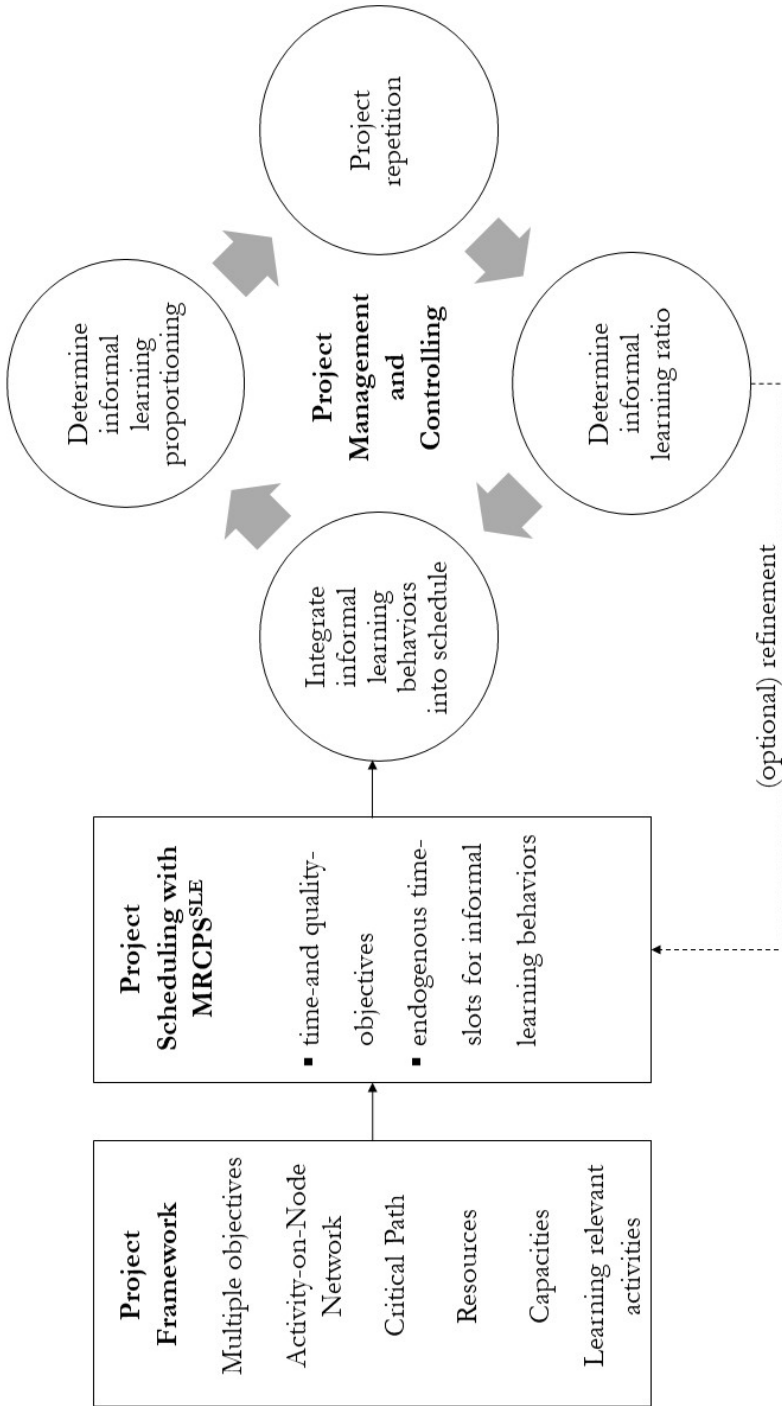 Project
Framework
Multiple objectives
Activity-on-Node
Network
Critical Path
Resources
Capacities
Learning relevant
activities
Project
Scheduling with
MRCPS^SLE
▪ time-and quality-
objectives
▪ endogenous time-
slots for informal
learning behaviors
Integrate
informal
learning
behaviors
into schedule
Determine
informal
learning
proportioning
Project
Management
and
Controlling
Project
repetition
Determine
informal
learning ratio
(optional) refinement